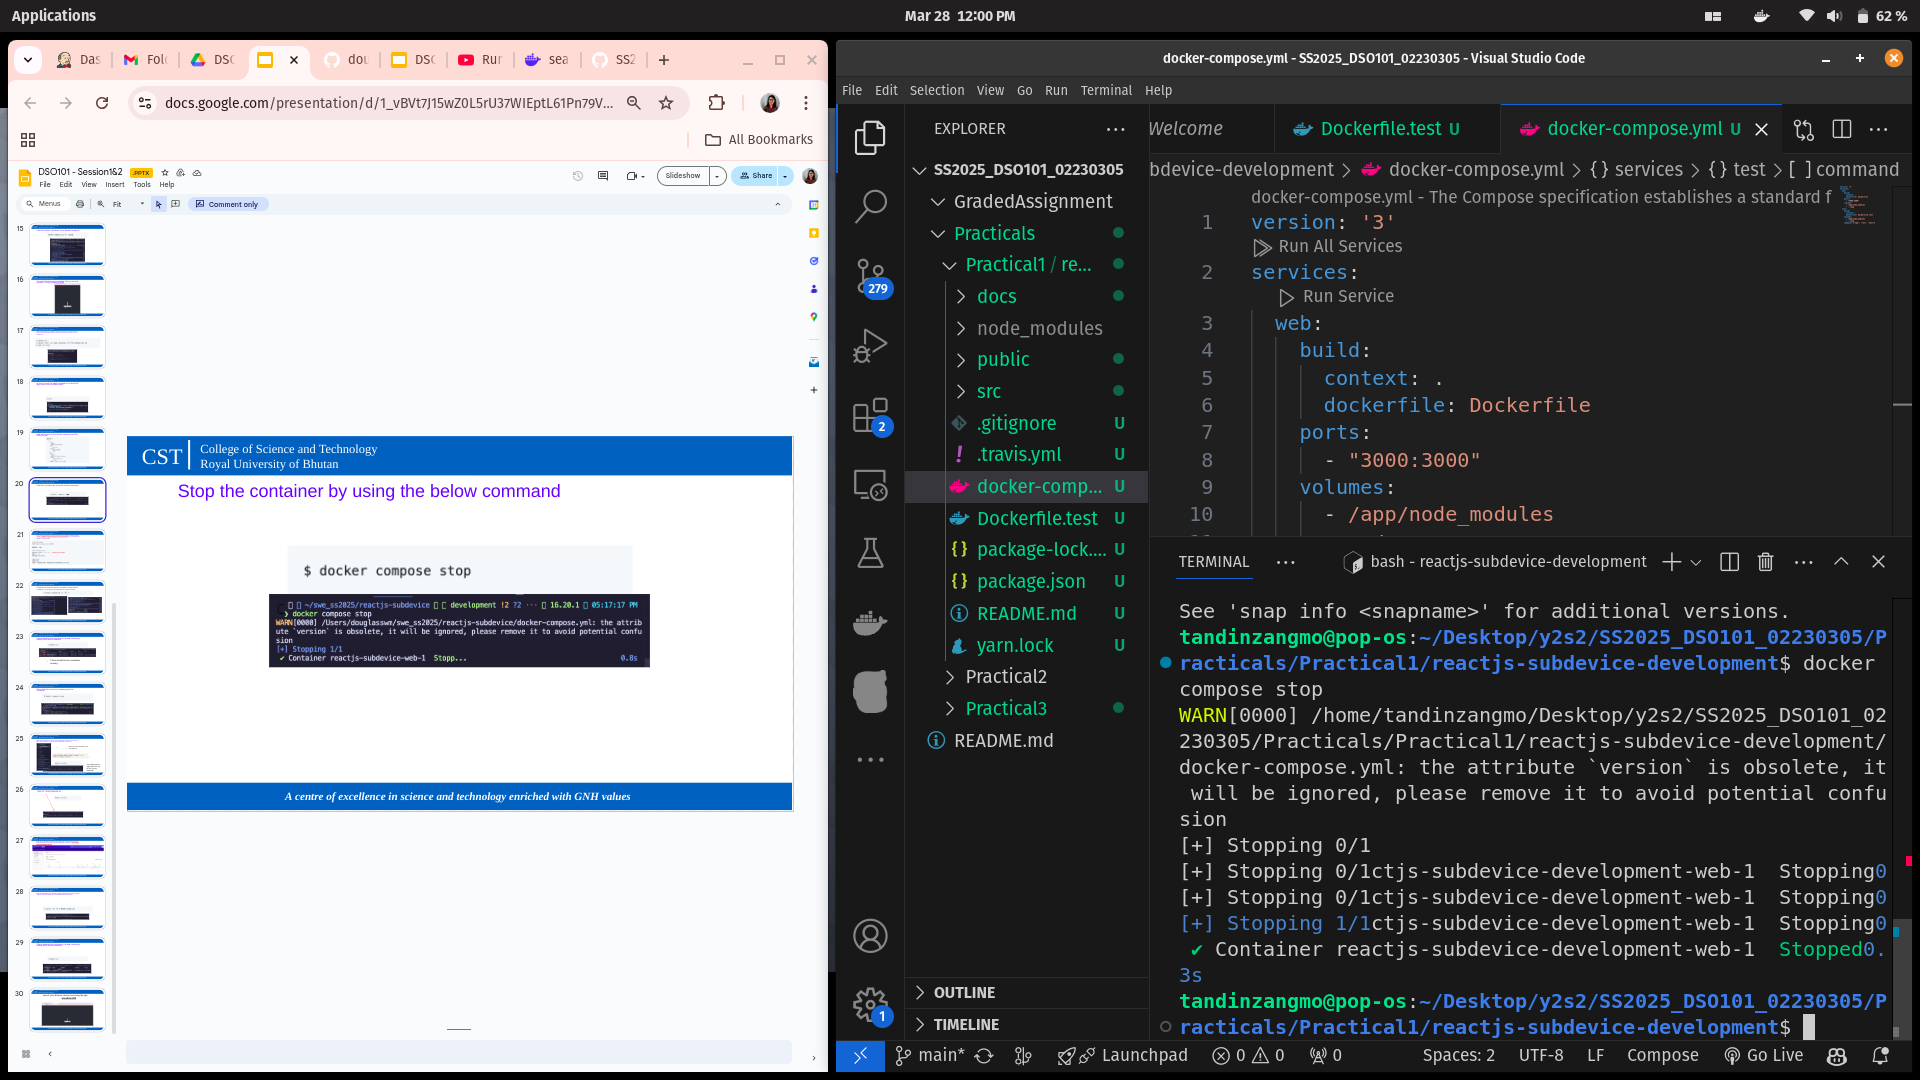 Applications
Mar 28 12:00 PM
62 %
Das
Fol
DSC
dou
DSC
Rur
sea
SS2
docs.google.com/presentation/d/1_vBVt7J15wZ0L5rU37WIEptL61Pn79V...
All Bookmarks
DSO101 - Session1&2 .PPTX
File Edit View Insert Tools Help
Slideshow
Share
Menus
Fit
Comment only
15
16
17
18
19
20
21
22
23
24
25
26
27
28
29
30
CST
College of Science and Technology
Royal University of Bhutan
Stop the container by using the below command
$ docker compose stop
~/swe_ss2025/reactjs-subdevice development !2 ?2 ··· 16.20.1 05:17:17 PM
❯ docker compose stop
WARN[0000] /Users/douglasswm/swe_ss2025/reactjs-subdevice/docker-compose.yml: the attrib
ute `version` is obsolete, it will be ignored, please remove it to avoid potential confu
sion
[+] Stopping 1/1
✔ Container reactjs-subdevice-web-1 Stopp... 0.8s
A centre of excellence in science and technology enriched with GNH values
docker-compose.yml - SS2025_DSO101_02230305 - Visual Studio Code
File Edit Selection View Go Run Terminal Help
279
2
1
EXPLORER
SS2025_DSO101_02230305
GradedAssignment
Practicals
Practical1 / re...
docs
node_modules
public
src
.gitignore U
.travis.yml U
docker-comp... U
Dockerfile.test U
package-lock.... U
package.json U
README.md U
yarn.lock U
Practical2
Practical3
README.md
OUTLINE
TIMELINE
Welcome
Dockerfile.test U
docker-compose.yml U
bdevice-development > docker-compose.yml > {} services > {} test > [ ] command
docker-compose.yml - The Compose specification establishes a standard f
1 version: '3'
Run All Services
2 services:
Run Service
3 web:
4 build:
5 context: .
6 dockerfile: Dockerfile
7 ports:
8 - "3000:3000"
9 volumes:
10 - /app/node_modules
TERMINAL
bash - reactjs-subdevice-development
See 'snap info <snapname>' for additional versions.
tandinzangmo@pop-os:~/Desktop/y2s2/SS2025_DSO101_02230305/P
racticals/Practical1/reactjs-subdevice-development$ docker
compose stop
WARN[0000] /home/tandinzangmo/Desktop/y2s2/SS2025_DSO101_02
230305/Practicals/Practical1/reactjs-subdevice-development/
docker-compose.yml: the attribute `version` is obsolete, it
will be ignored, please remove it to avoid potential confu
sion
[+] Stopping 0/1
[+] Stopping 0/1ctjs-subdevice-development-web-1 Stopping0
[+] Stopping 0/1ctjs-subdevice-development-web-1 Stopping0
[+] Stopping 1/1ctjs-subdevice-development-web-1 Stopping0
✔ Container reactjs-subdevice-development-web-1 Stopped0.
3s
tandinzangmo@pop-os:~/Desktop/y2s2/SS2025_DSO101_02230305/P
racticals/Practical1/reactjs-subdevice-development$
main*
Launchpad
0 0
0
Spaces: 2
UTF-8
LF
Compose
Go Live